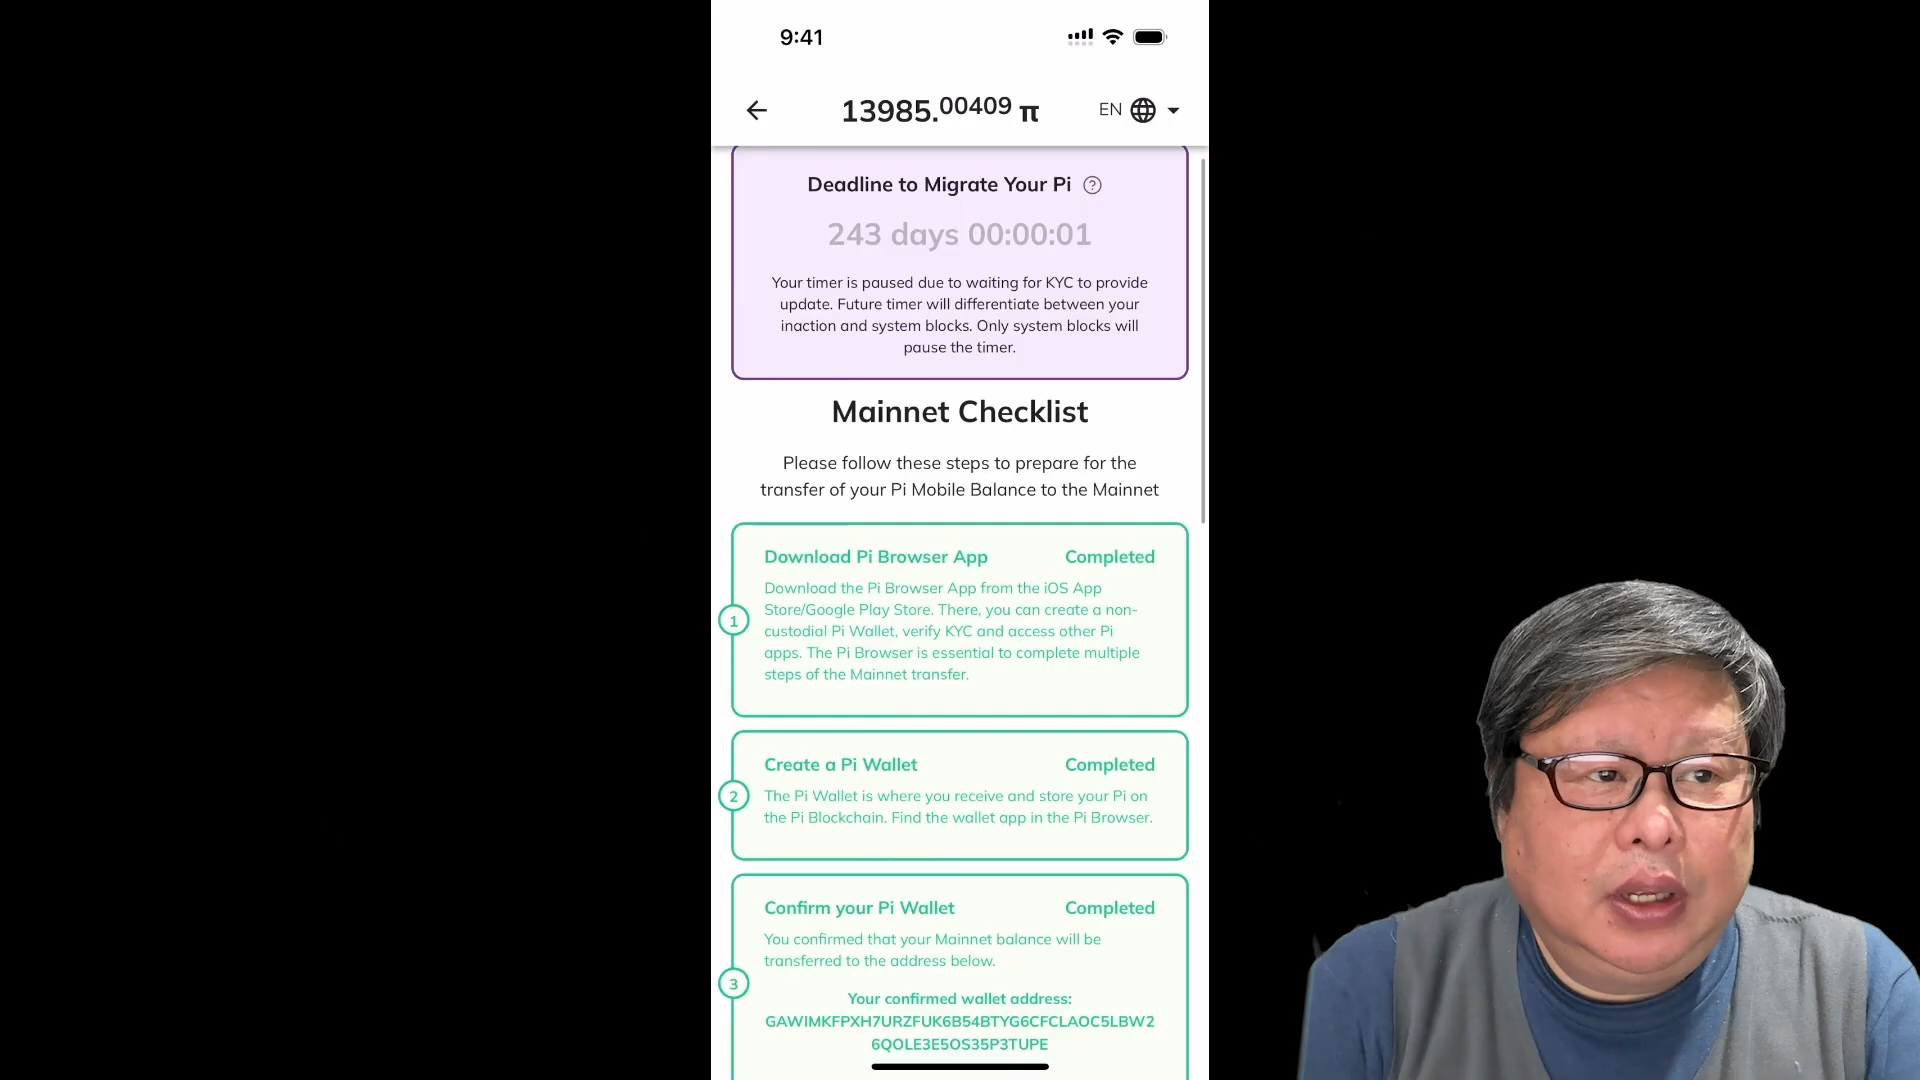 9:41
13985.00409 π
EN
Deadline to Migrate Your Pi ?
243 days 00:00:01
Your timer is paused due to waiting for KYC to provide
update. Future timer will differentiate between your
inaction and system blocks. Only system blocks will
pause the timer.
Mainnet Checklist
Please follow these steps to prepare for the
transfer of your Pi Mobile Balance to the Mainnet
Download Pi Browser App Completed
Download the Pi Browser App from the iOS App
Store/Google Play Store. There, you can create a non-
1
custodial Pi Wallet, verify KYC and access other Pi
apps. The Pi Browser is essential to complete multiple
steps of the Mainnet transfer.
Create a Pi Wallet Completed
2
The Pi Wallet is where you receive and store your Pi on
the Pi Blockchain. Find the wallet app in the Pi Browser.
Confirm your Pi Wallet Completed
You confirmed that your Mainnet balance will be
transferred to the address below.
3
Your confirmed wallet address:
GAWIMKFPXH7URZFUK6B54BTYG6CFCLAOC5LBW2
6QOLE3E5OS35P3TUPE